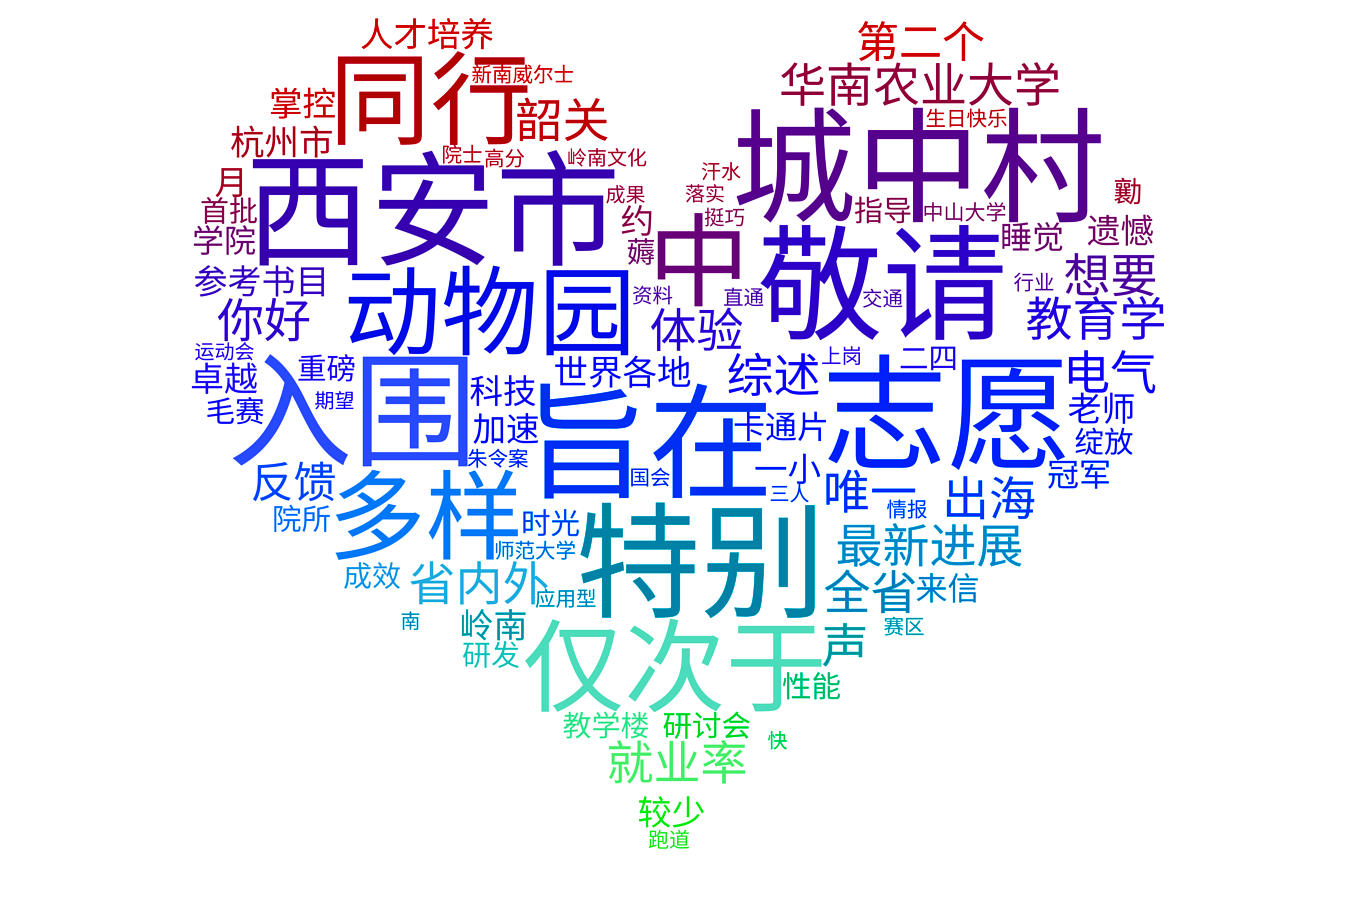 人才培养
第二个
同行
新南威尔士
华南农业大学
掌控
韶关
城中村
生日快乐
杭州市
院士
高分
岭南文化
西安市
汗水
月
成果
落实
勷
首批
约
挺巧
指导
中山大学
学院
薅
中
敬请
睡觉
遗憾
参考书目
动物园
资料
直通
交通
行业
想要
你好
体验
教育学
运动会
重磅
世界各地
综述
上岗
二四
电气
卓越
入围
科技
志愿
毛赛
期望
旨在
加速
卡通片
老师
朱令案
绽放
反馈
多样
国会
一小
三人
唯一
冠军
情报
出海
院所
时光
特别
师范大学
最新进展
成效
省内外
应用型
全省
来信
南
岭南
仅次于
声
赛区
研发
性能
教学楼
研讨会
快
就业率
较少
跑道